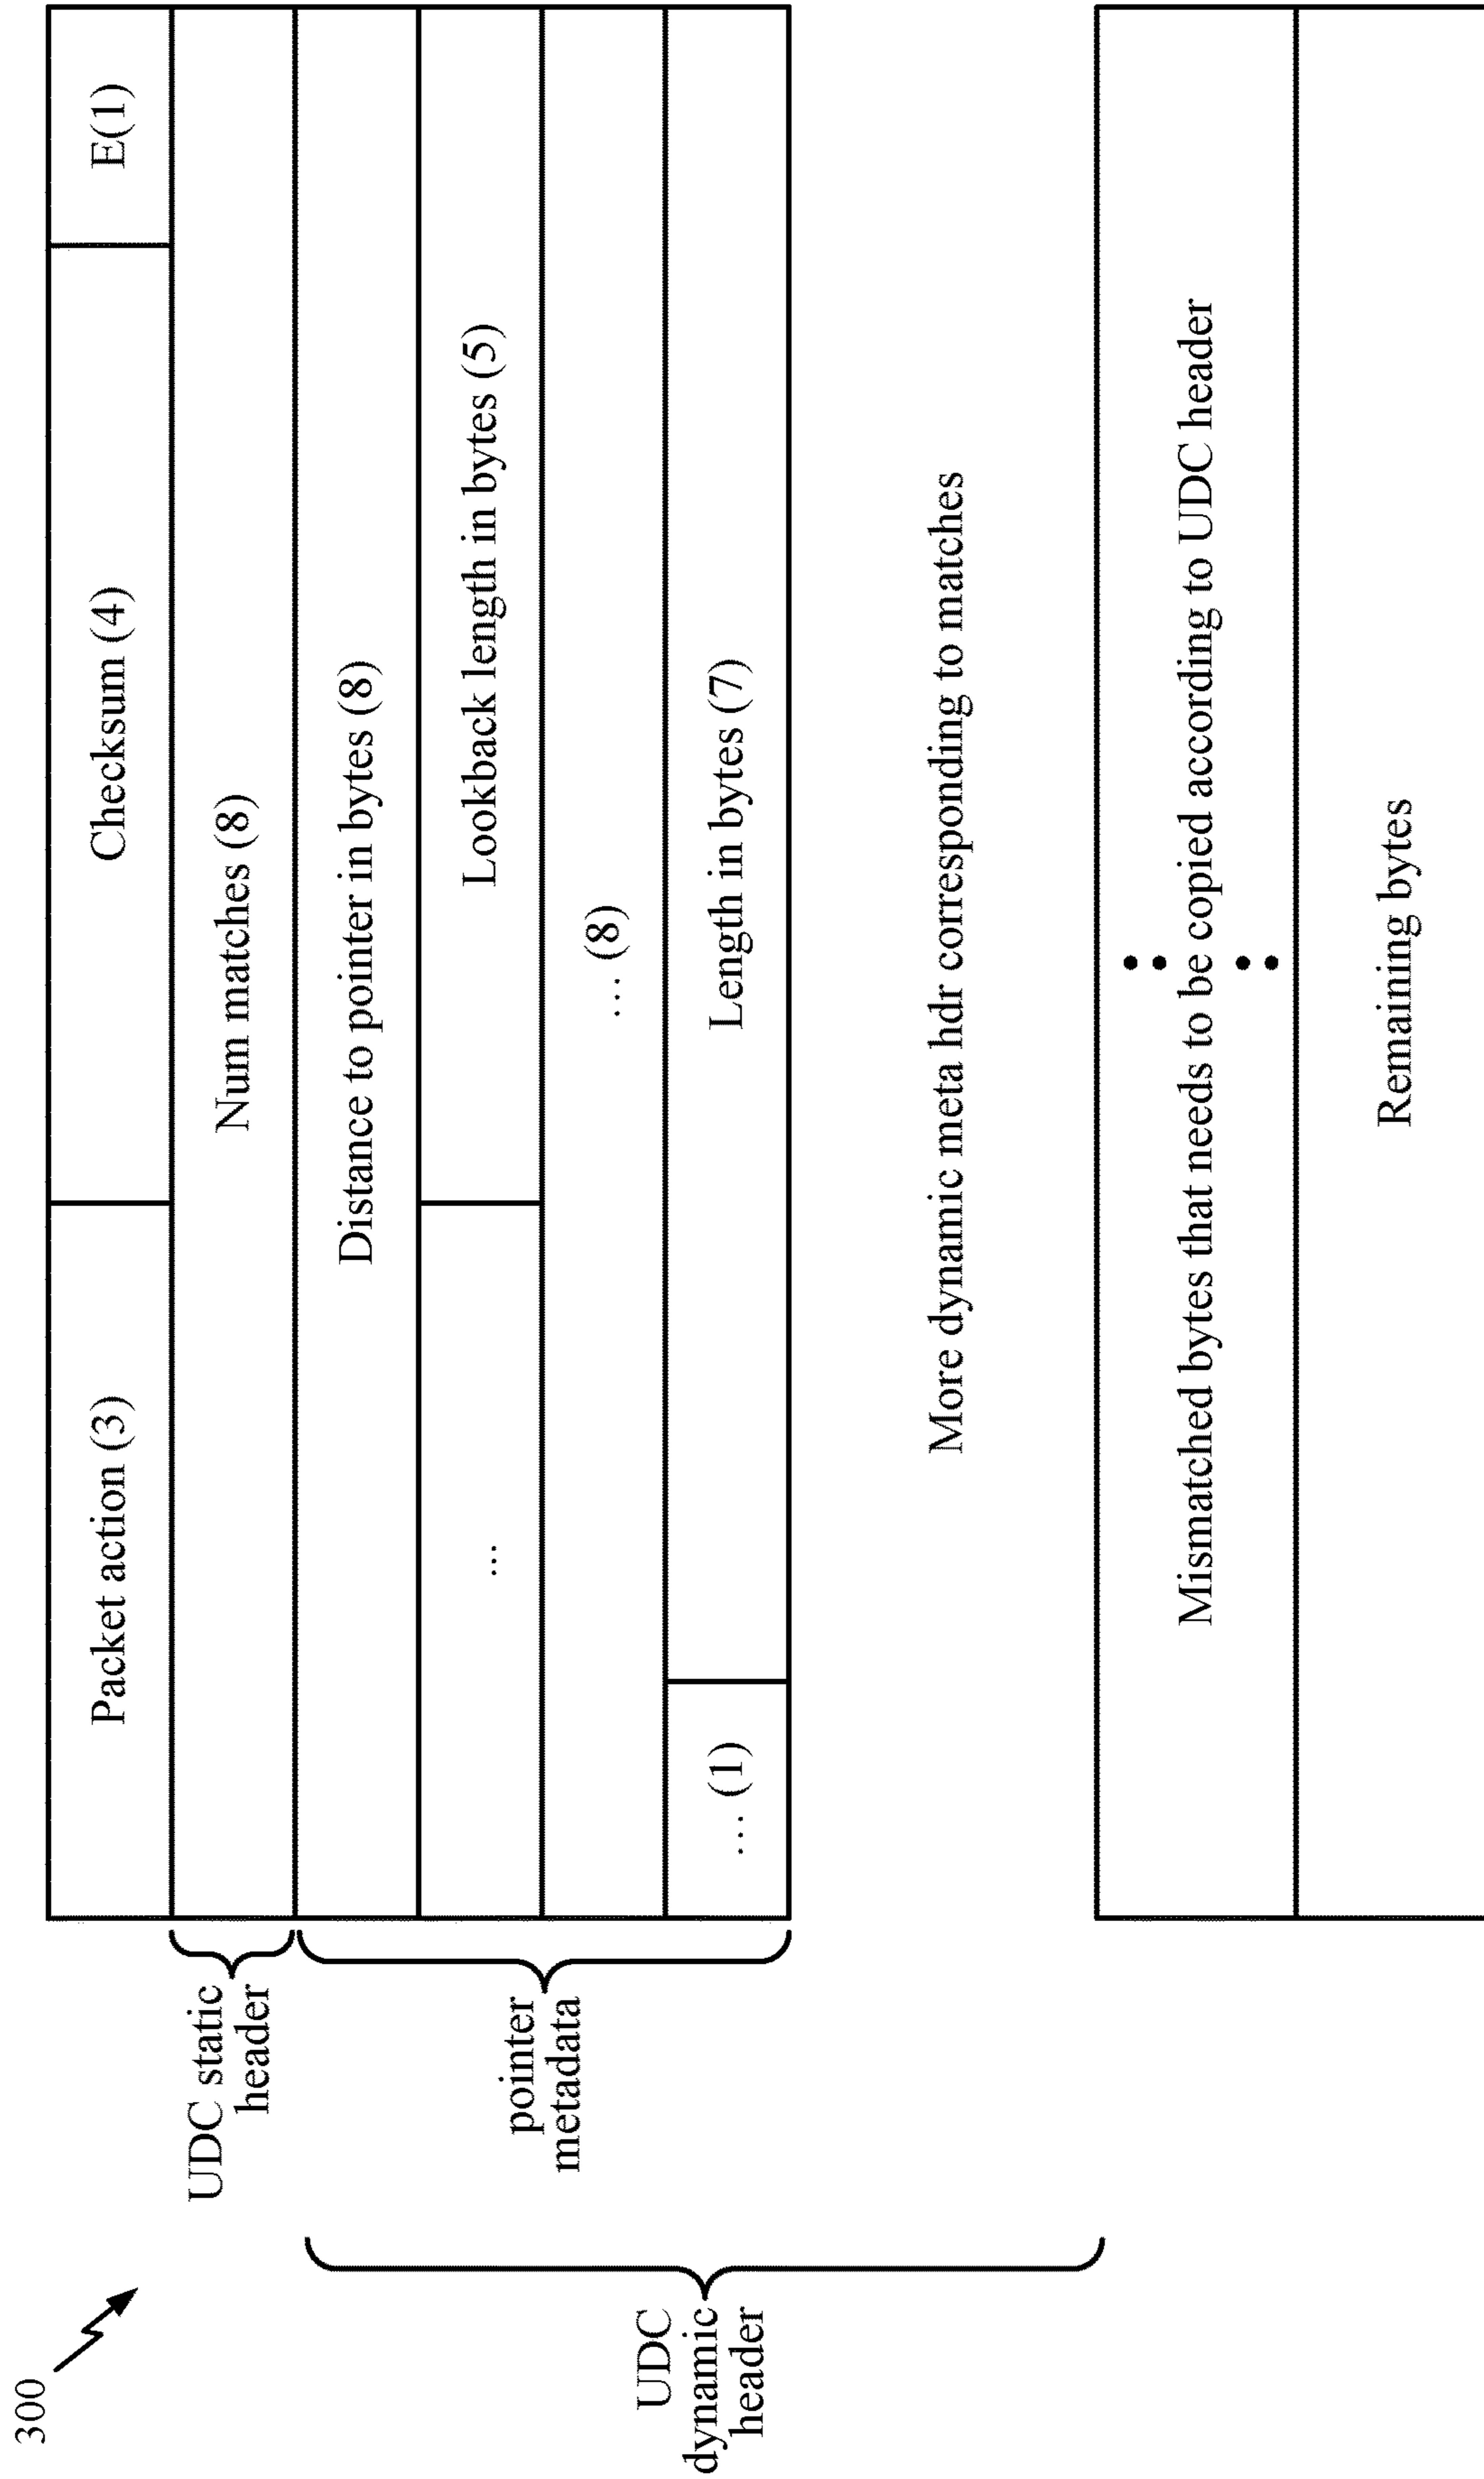 300
Packet action (3)
Checksum (4)
E(1)
UDC static
header
Num matches (8)
Distance to pointer in bytes (8)
...
Lookback length in bytes (5)
pointer
metadata
... (8)
... (1)
Length in bytes (7)
UDC
dynamic
header
More dynamic meta hdr corresponding to matches
Mismatched bytes that needs to be copied according to UDC header
Remaining bytes